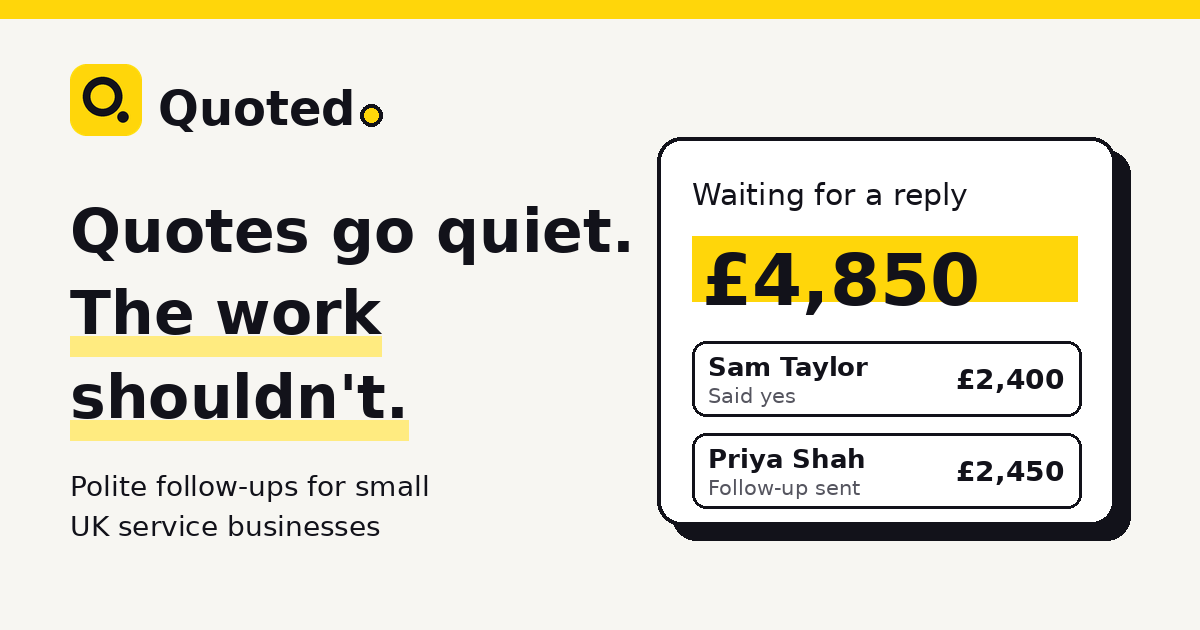 Quoted
Quotes go quiet.
The work
shouldn't.
Polite follow-ups for small
UK service businesses
Waiting for a reply
£4,850
Sam Taylor
Said yes
£2,400
Priya Shah
Follow-up sent
£2,450